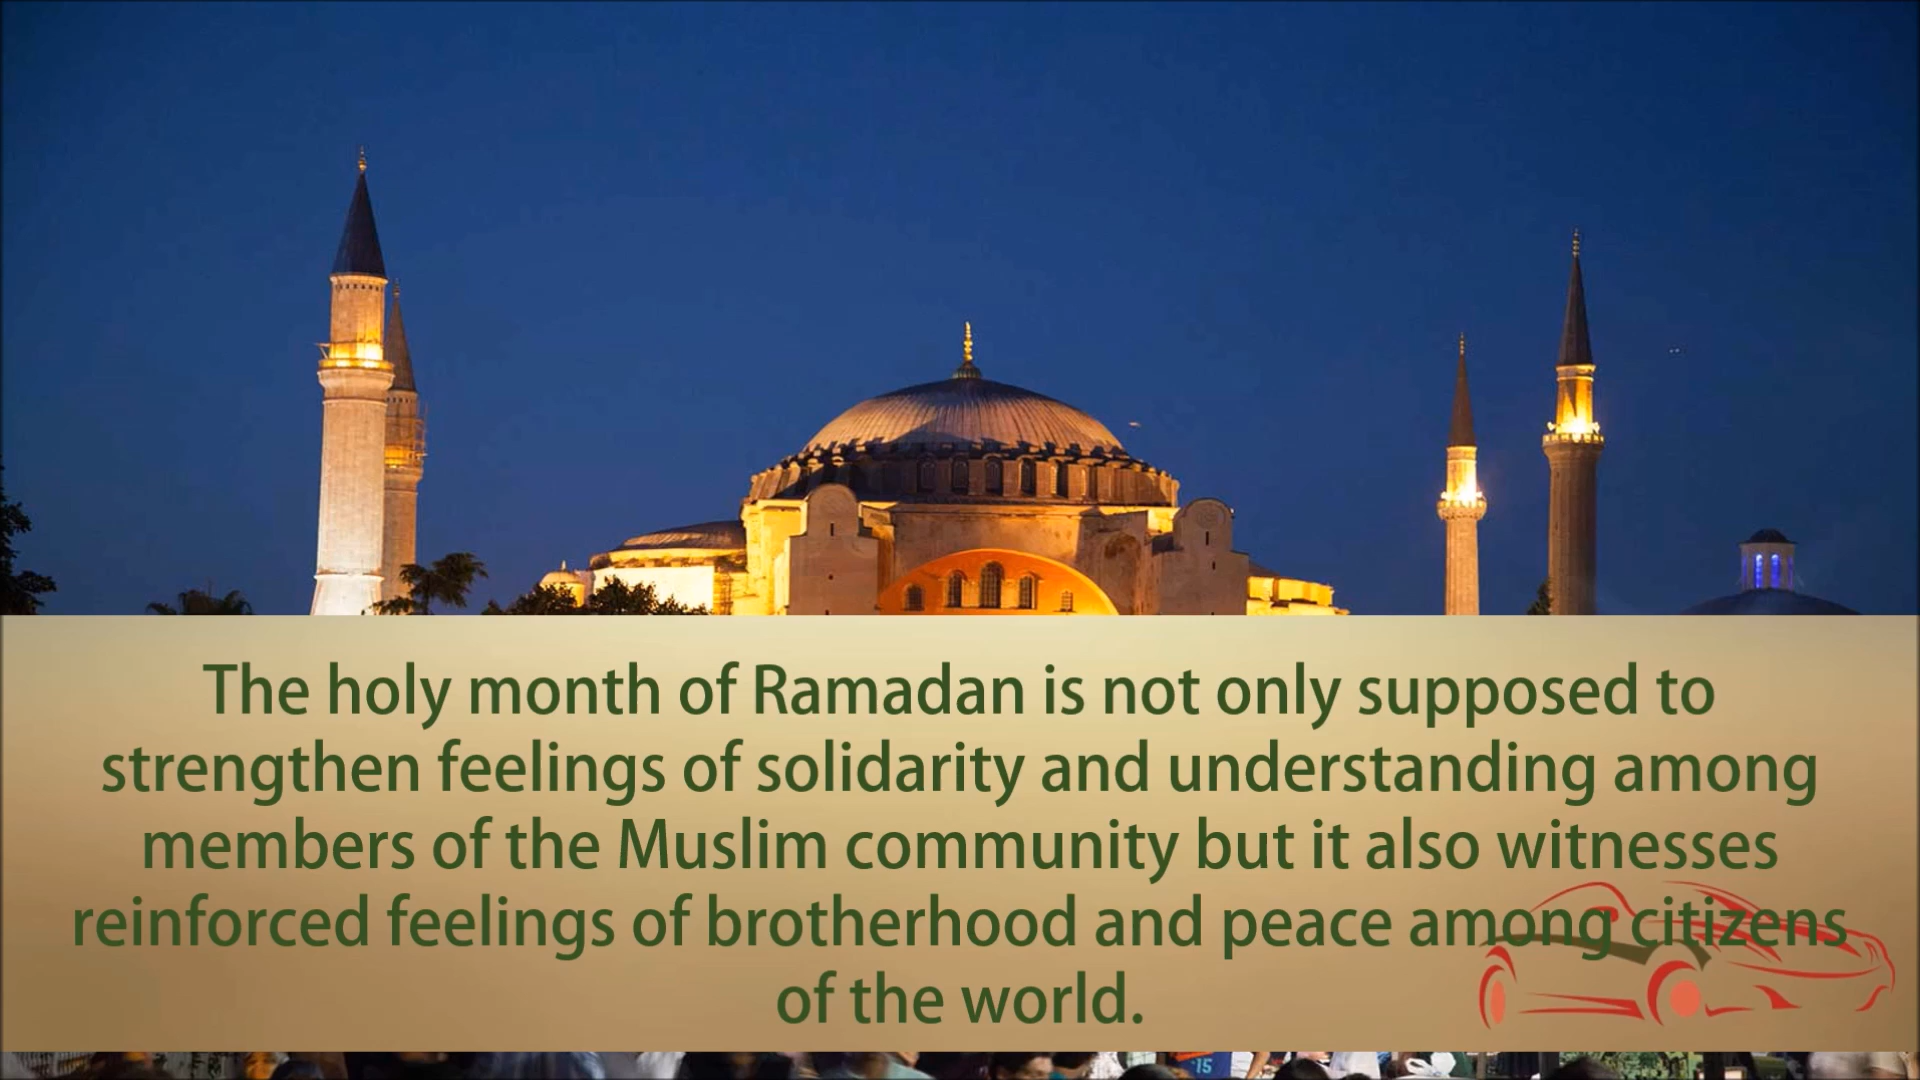 The holy month of Ramadan is not only supposed to
strengthen feelings of solidarity and understanding among
members of the Muslim community but it also witnesses
reinforced feelings of brotherhood and peace among citizens
of the world.
'15